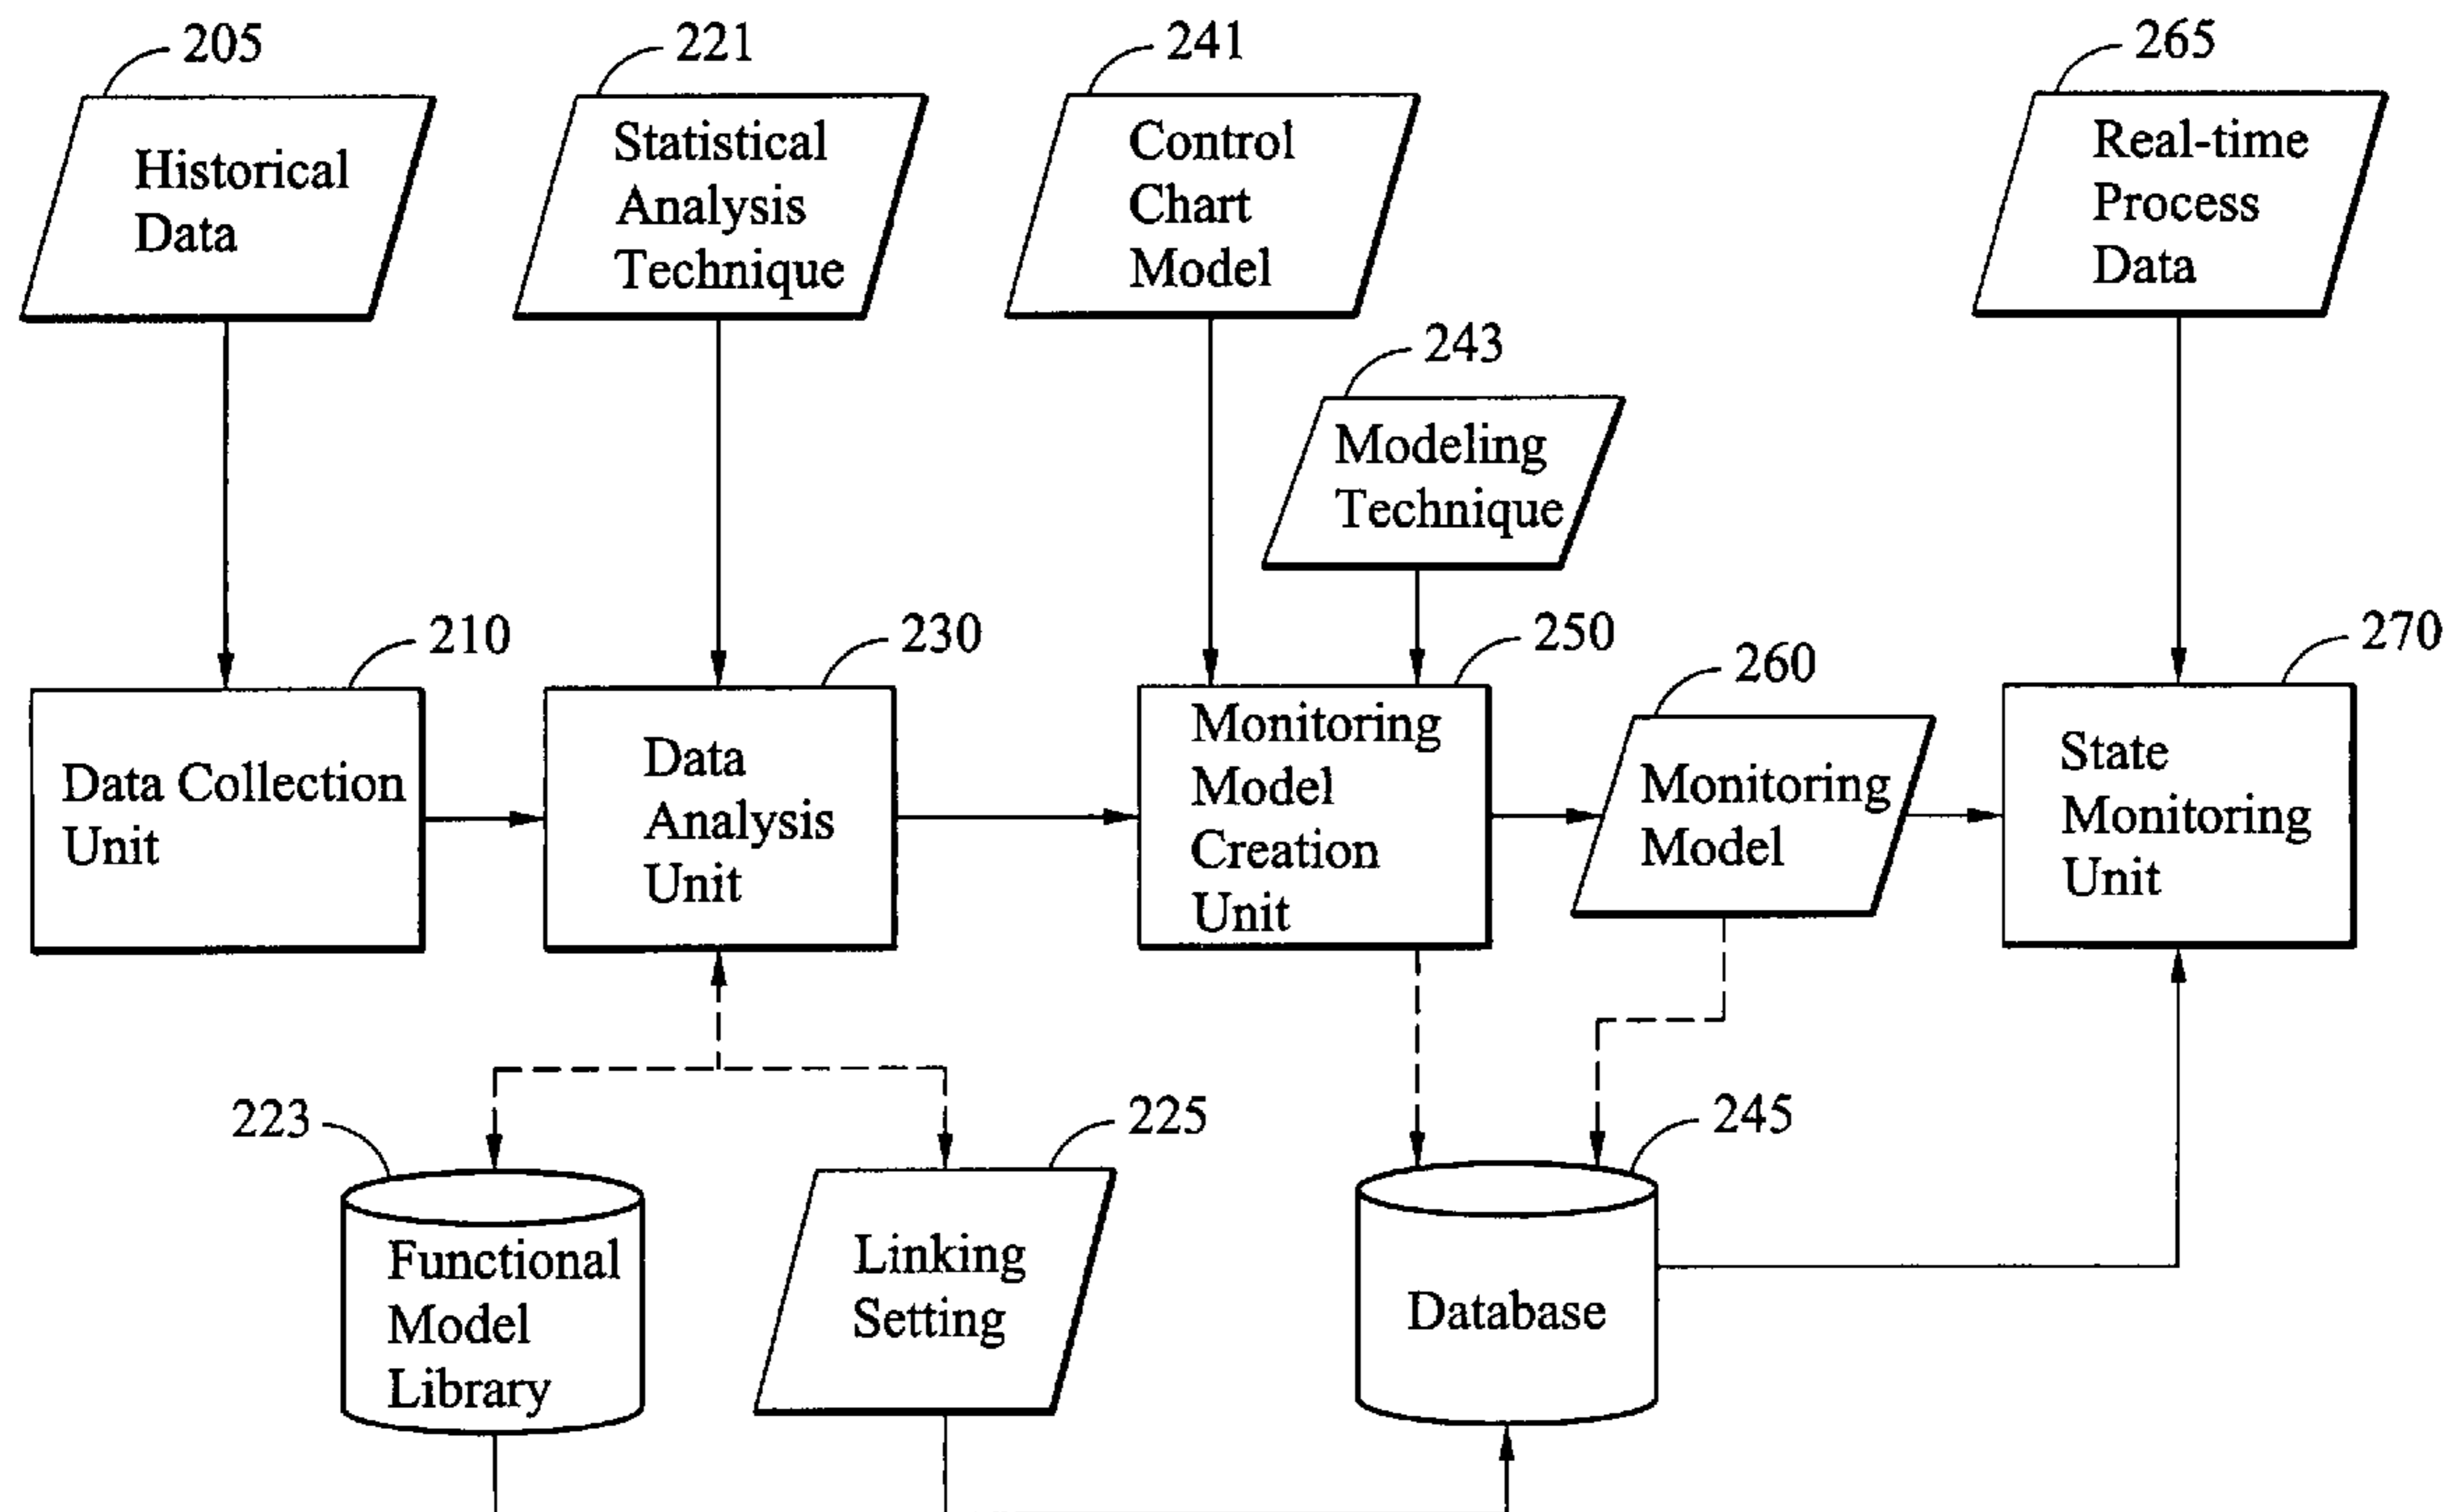 205
221
241
265
Historical
Data
Statistical
Analysis
Technique
Control
Chart
Model
Real-time
Process
Data
243
Modeling
Technique
210
230
250
260
270
Data Collection
Unit
Data
Analysis
Unit
Monitoring
Model
Creation
Unit
Monitoring
Model
State
Monitoring
Unit
223
225
245
Functional
Model
Library
Linking
Setting
Database